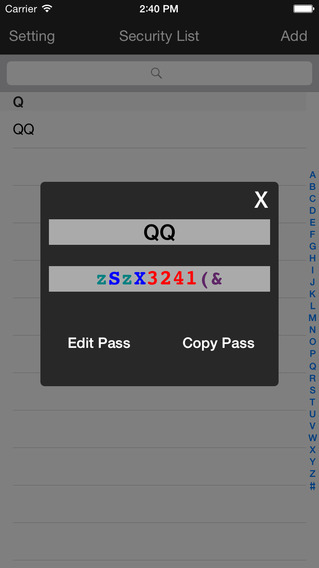 Carrier 2:40 PM
Setting Security List Add
Q
QQ
X
QQ
zSzX3241(&
Edit Pass Copy Pass
A
B
C
D
E
F
G
H
I
J
K
L
M
N
O
P
Q
R
S
T
U
V
W
X
Y
Z
#